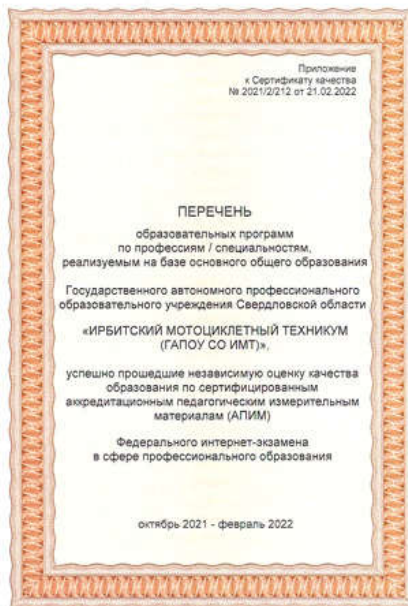 Приложение
к Сертификату качества
№ 2021/2/212 от 21.02.2022
ПЕРЕЧЕНЬ
образовательных программ
по профессиям / специальностям,
реализуемым на базе основного общего образования
Государственного автономного профессионального
образовательного учреждения Свердловской области
«ИРБИТСКИЙ МОТОЦИКЛЕТНЫЙ ТЕХНИКУМ
(ГАПОУ СО ИМТ)»,
успешно прошедшие независимую оценку качества
образования по сертифицированным
аккредитационным педагогическим измерительным
материалам (АПИМ)
Федерального интернет-экзамена
в сфере профессионального образования
октябрь 2021 - февраль 2022